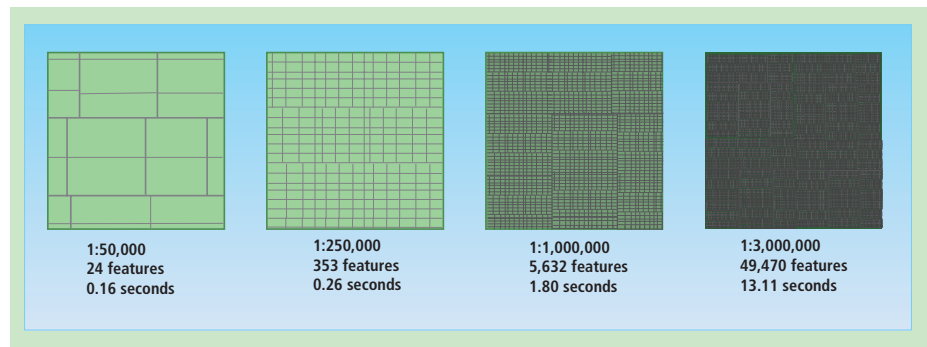 1:50,000
24 features
0.16 seconds
1:250,000
353 features
0.26 seconds
1:1,000,000
5,632 features
1.80 seconds
1:3,000,000
49,470 features
13.11 seconds